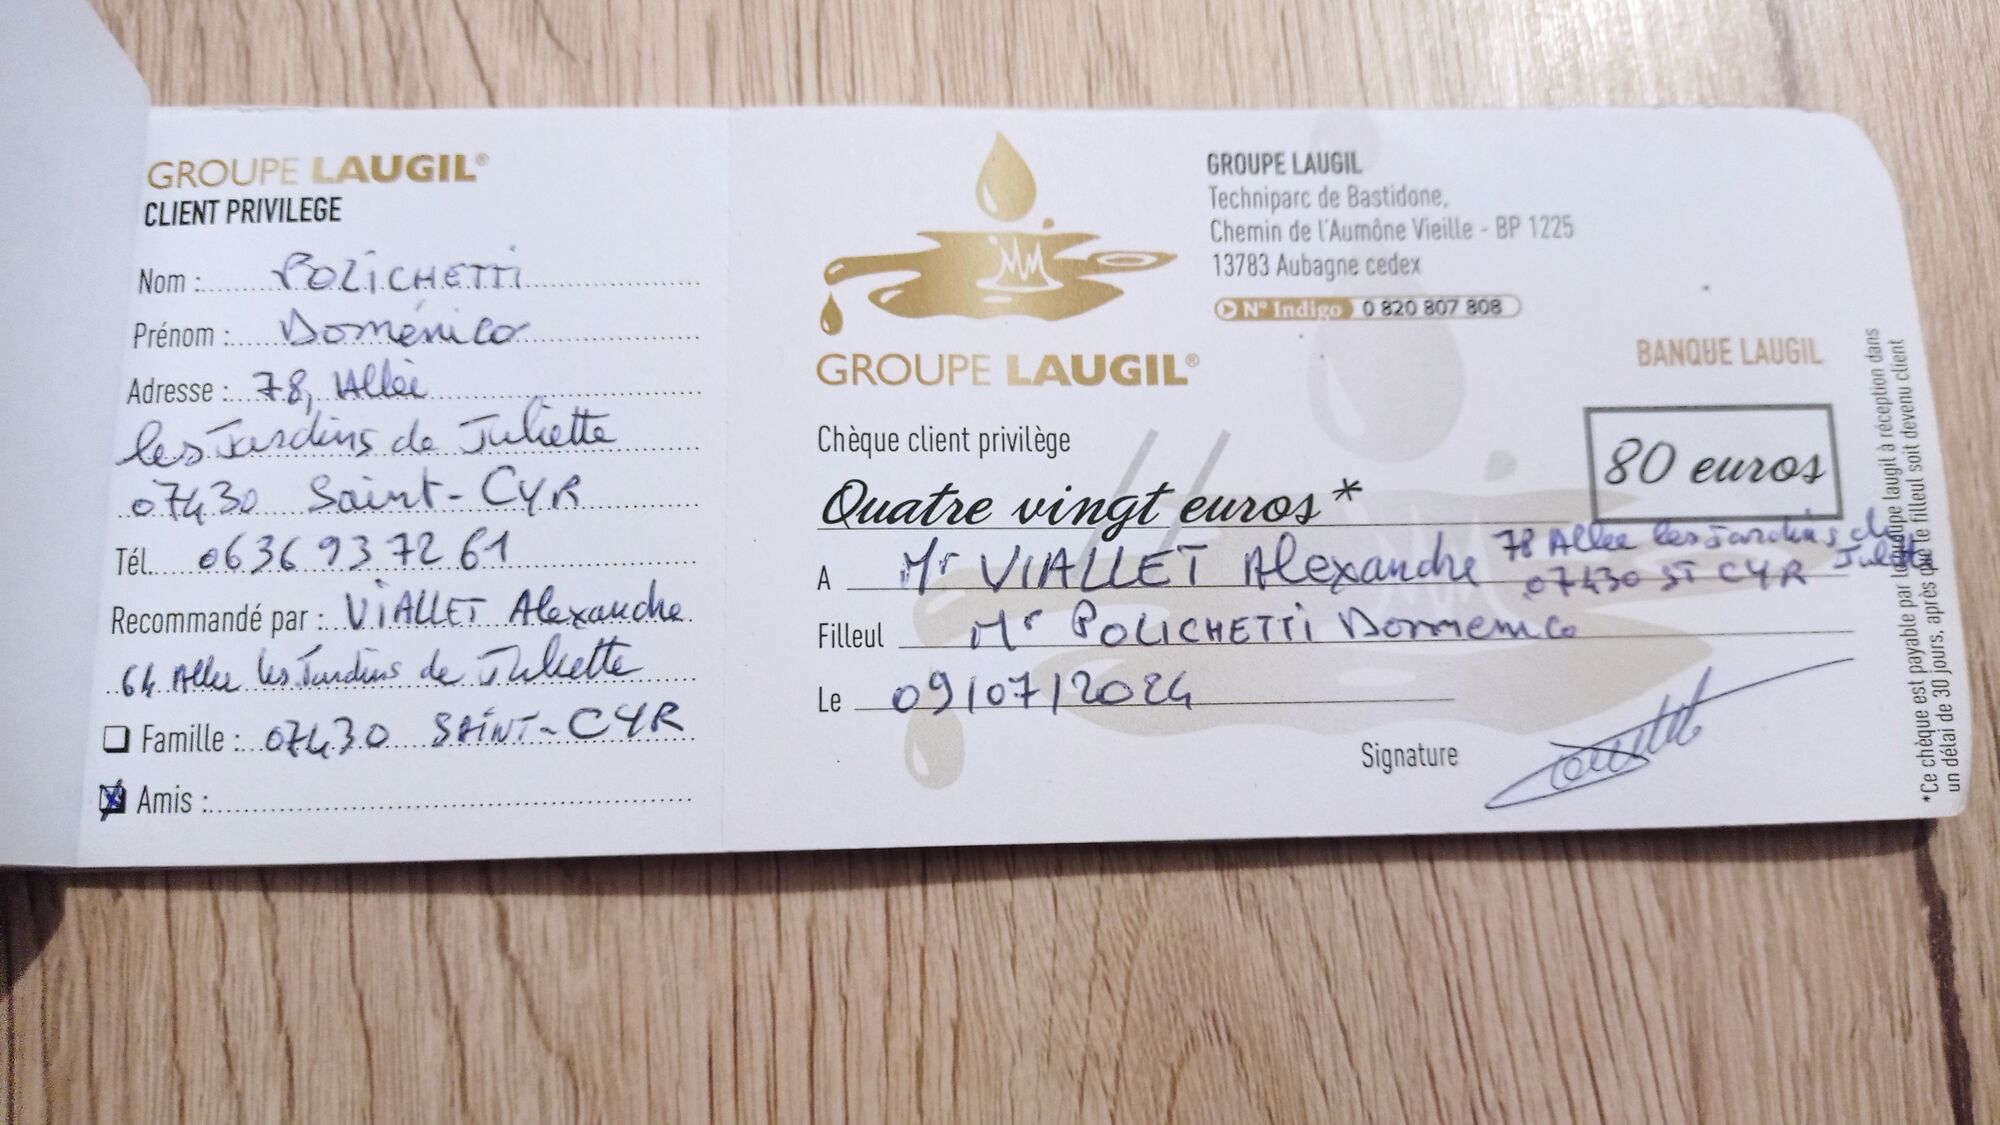 GROUPE LAUGIL®
CLIENT PRIVILEGE
Nom : POLICHETTI
Prénom : Doménico
Adresse : 78, Allée
les Jardins de Juliette
07430 Saint-CYR
Tél. 06 36 93 72 61
Recommandé par : VIALLET Alexandre
64 Allee les Jardins de Juliette
Famille : 07430 SAINT-CYR
Amis :
MM
GROUPE LAUGIL®
GROUPE LAUGIL
Techniparc de Bastidone,
Chemin de l'Aumône Vieille - BP 1225
13783 Aubagne cedex
N° Indigo 0 820 807 808
BANQUE LAUGIL
Chèque client privilège
80 euros
Quatre vingt euros*
A Mr VIALLET Alexandre 78 Allee les Jardins de Juliette
07430 ST CYR
Filleul Mr POLICHETTI Domenico
Le 09/07/2024
Signature
*Ce chèque est payable par le groupe laugil à réception dans
un délai de 30 jours, après que le filleul soit devenu client